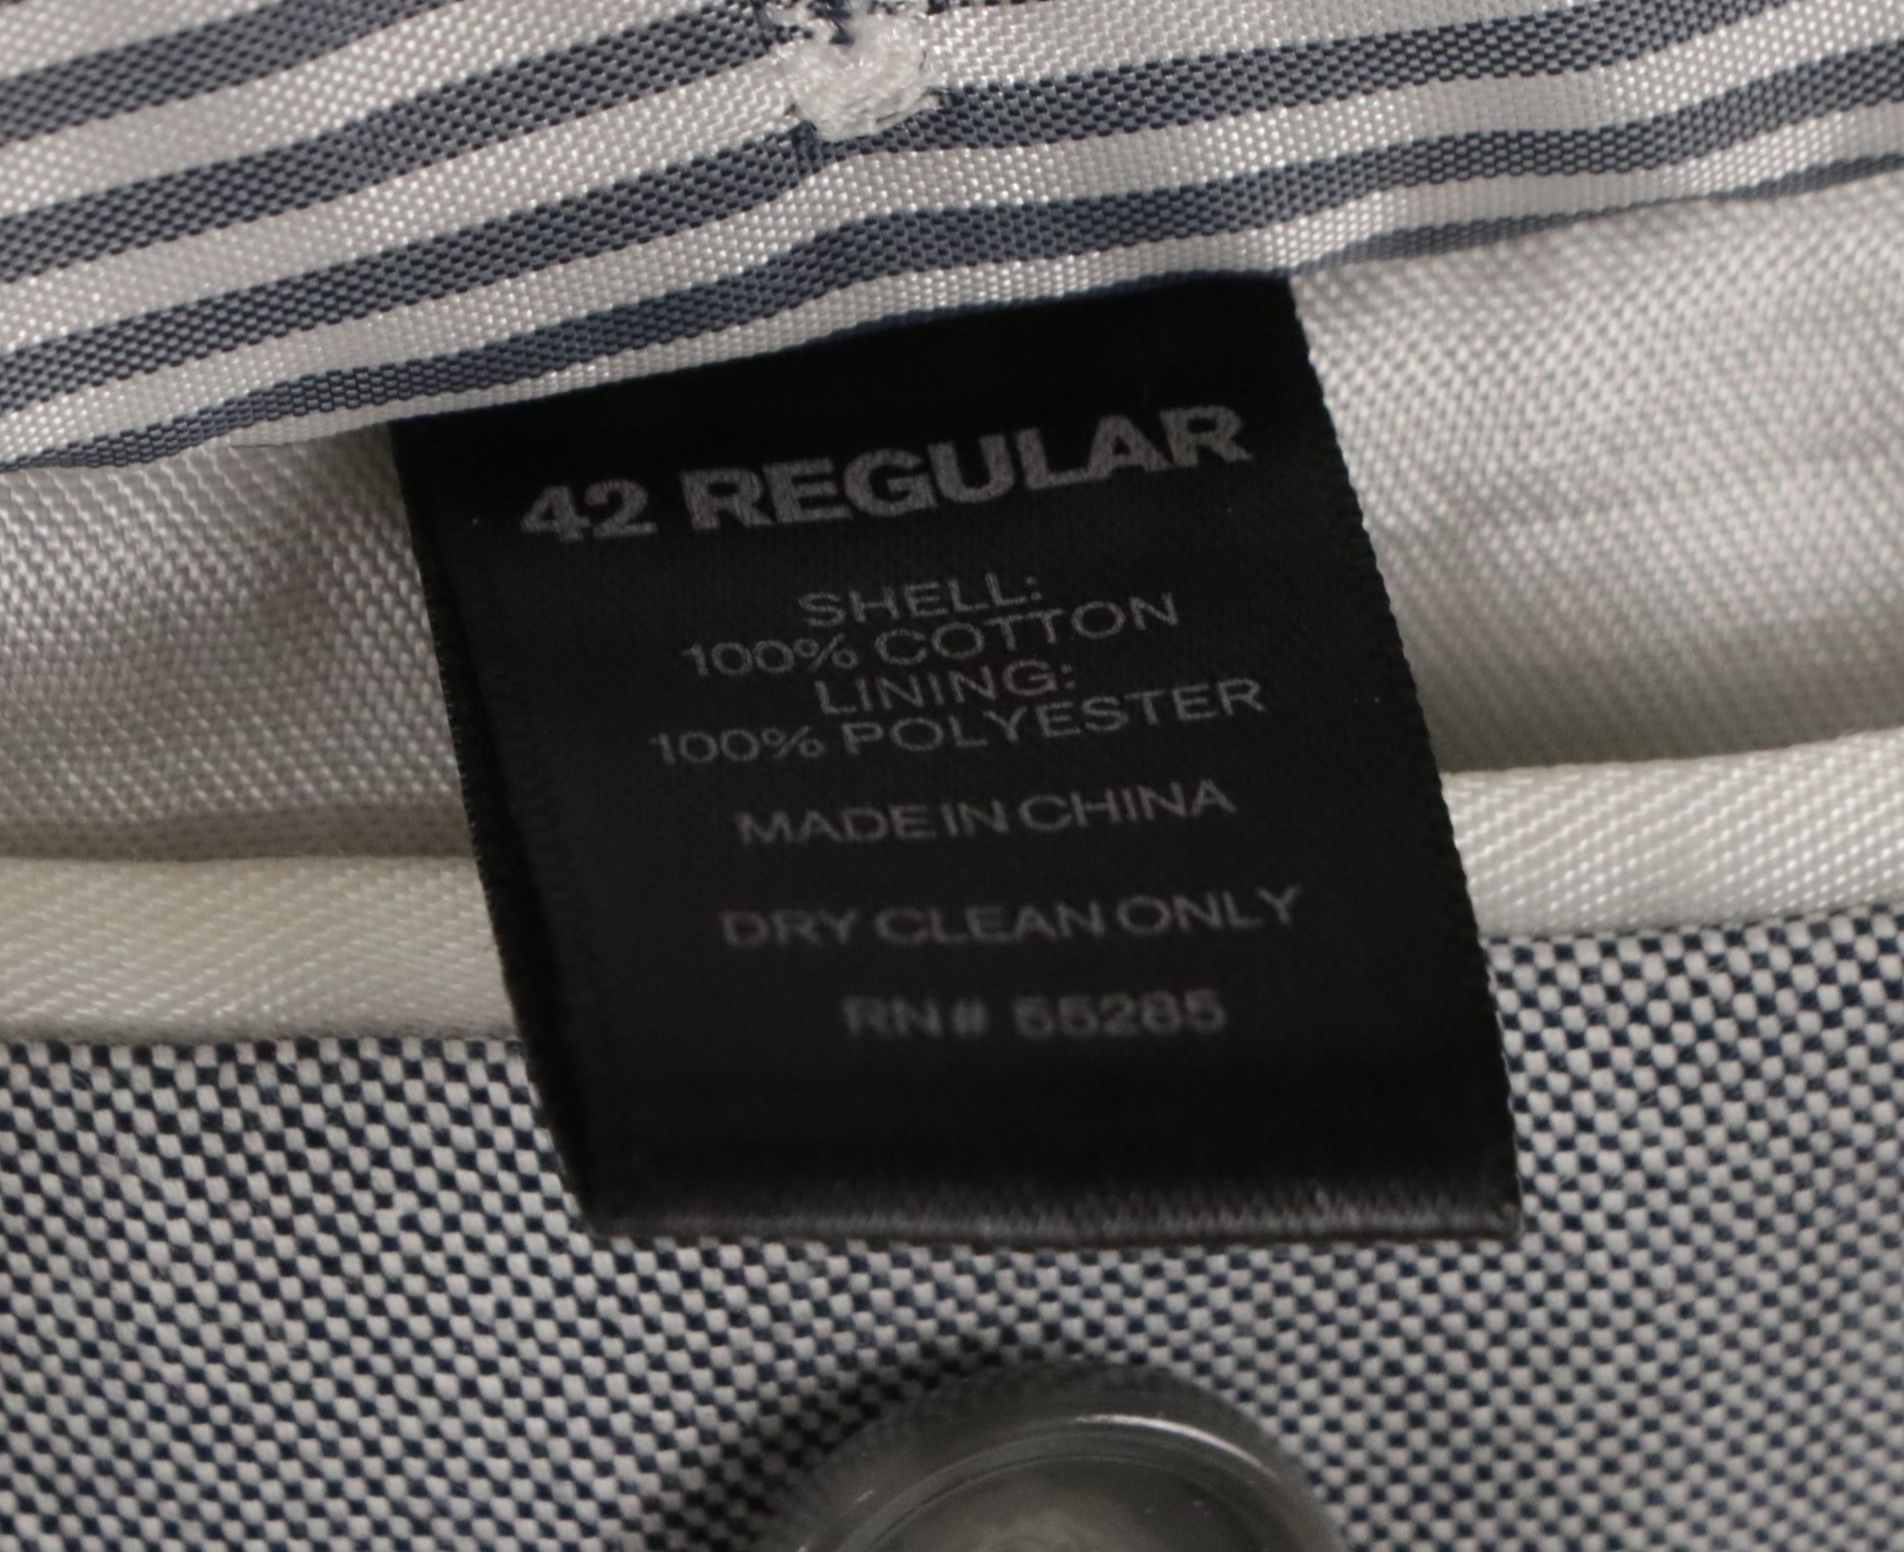 42 REGULAR
SHELL:
100% COTTON
LINING:
100% POLYESTER
MADE IN CHINA
DRY CLEAN ONLY
RN# 55285